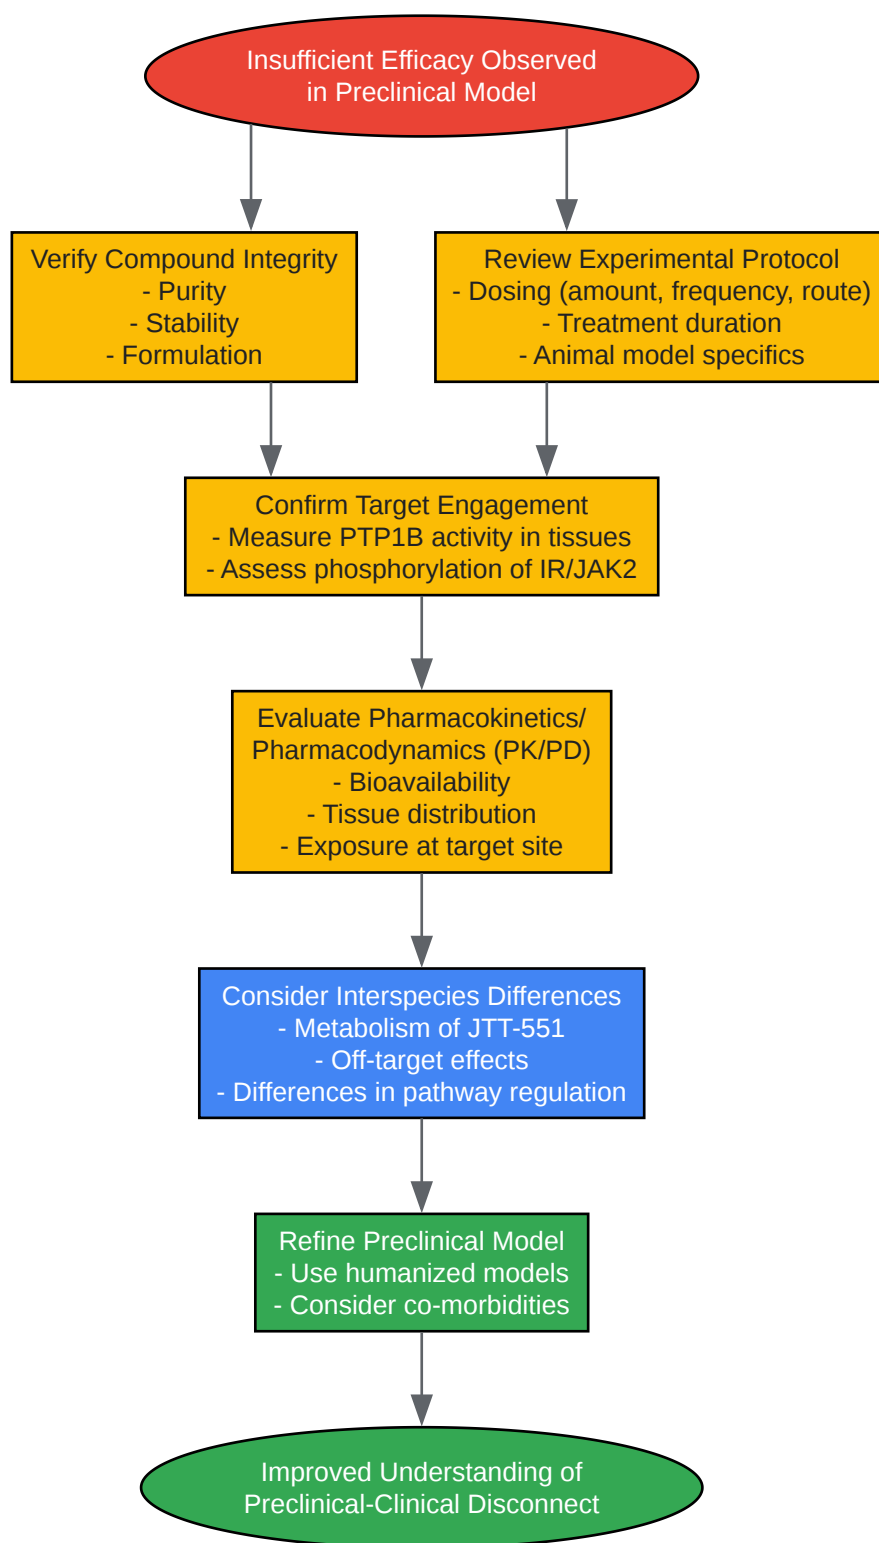 Insufficient Efficacy Observed
in Preclinical Model
Verify Compound Integrity
- Purity
- Stability
- Formulation
Review Experimental Protocol
- Dosing (amount, frequency, route)
- Treatment duration
- Animal model specifics
Confirm Target Engagement
- Measure PTP1B activity in tissues
- Assess phosphorylation of IR/JAK2
Evaluate Pharmacokinetics/
Pharmacodynamics (PK/PD)
- Bioavailability
- Tissue distribution
- Exposure at target site
Consider Interspecies Differences
- Metabolism of JTT-551
- Off-target effects
- Differences in pathway regulation
Refine Preclinical Model
- Use humanized models
- Consider co-morbidities
Improved Understanding of
Preclinical-Clinical Disconnect